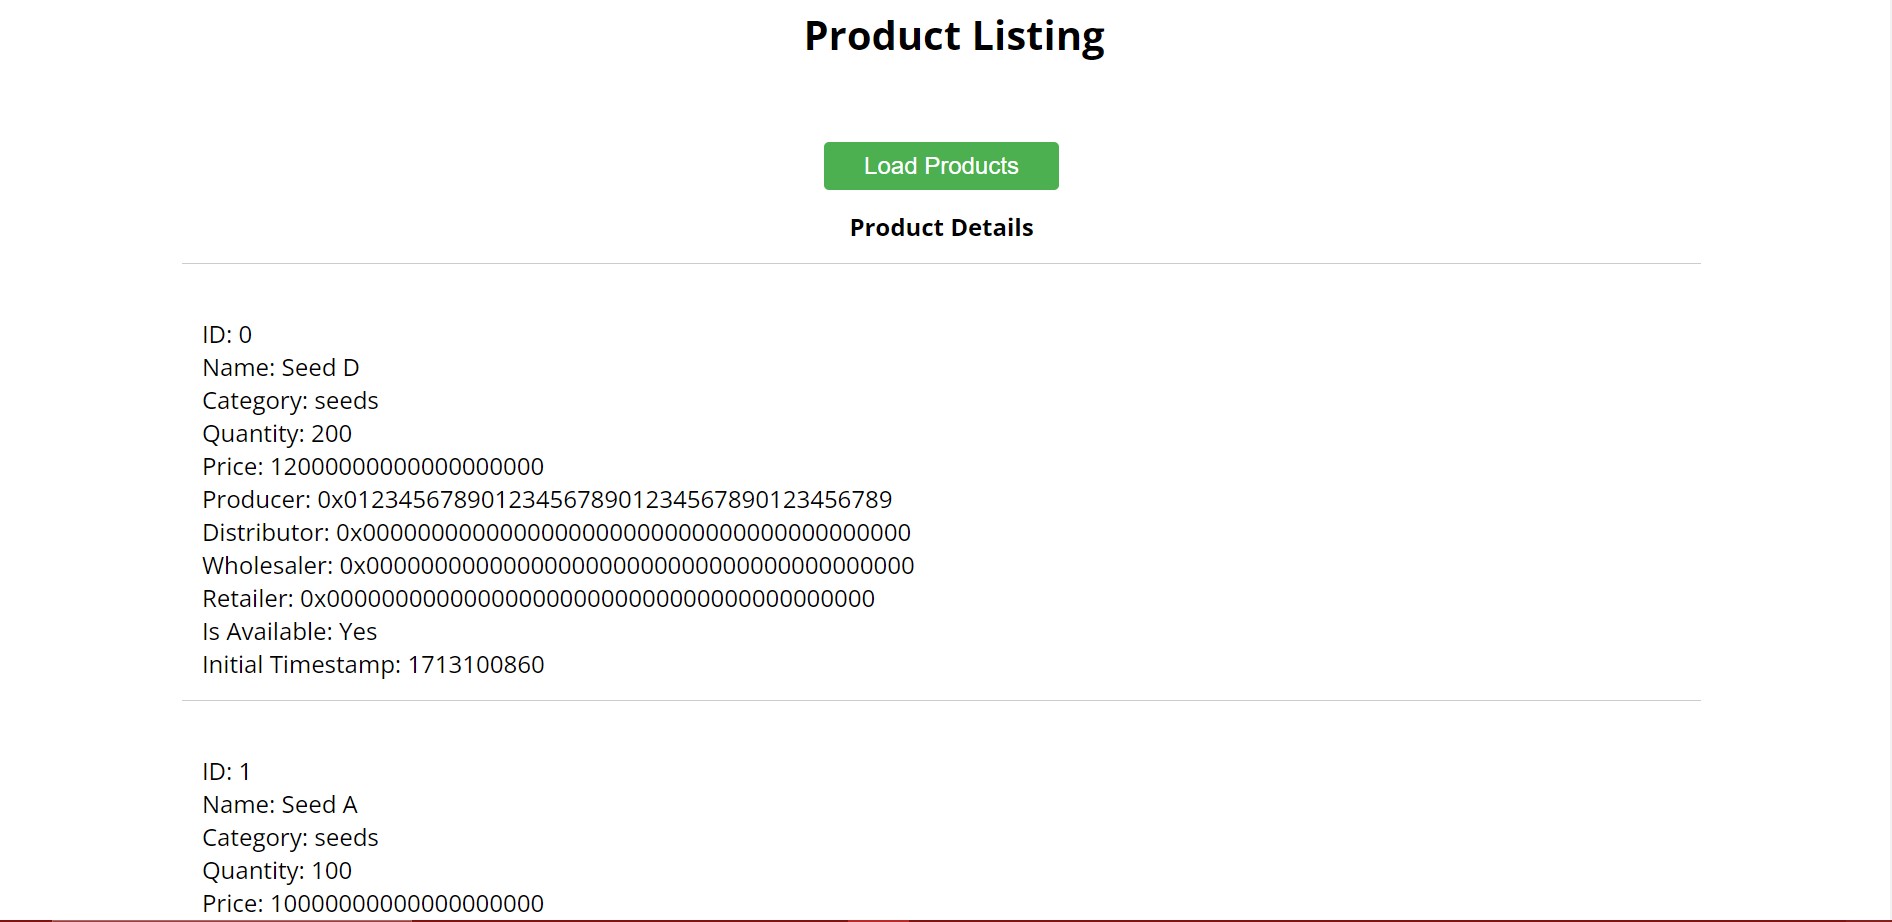 Product Listing
Load Products
Product Details
ID: 0
Name: Seed D
Category: seeds
Quantity: 200
Price: 12000000000000000000
Producer: 0x0123456789012345678901234567890123456789
Distributor: 0x0000000000000000000000000000000000000000
Wholesaler: 0x0000000000000000000000000000000000000000
Retailer: 0x0000000000000000000000000000000000000000
Is Available: Yes
Initial Timestamp: 1713100860
ID: 1
Name: Seed A
Category: seeds
Quantity: 100
Price: 10000000000000000000